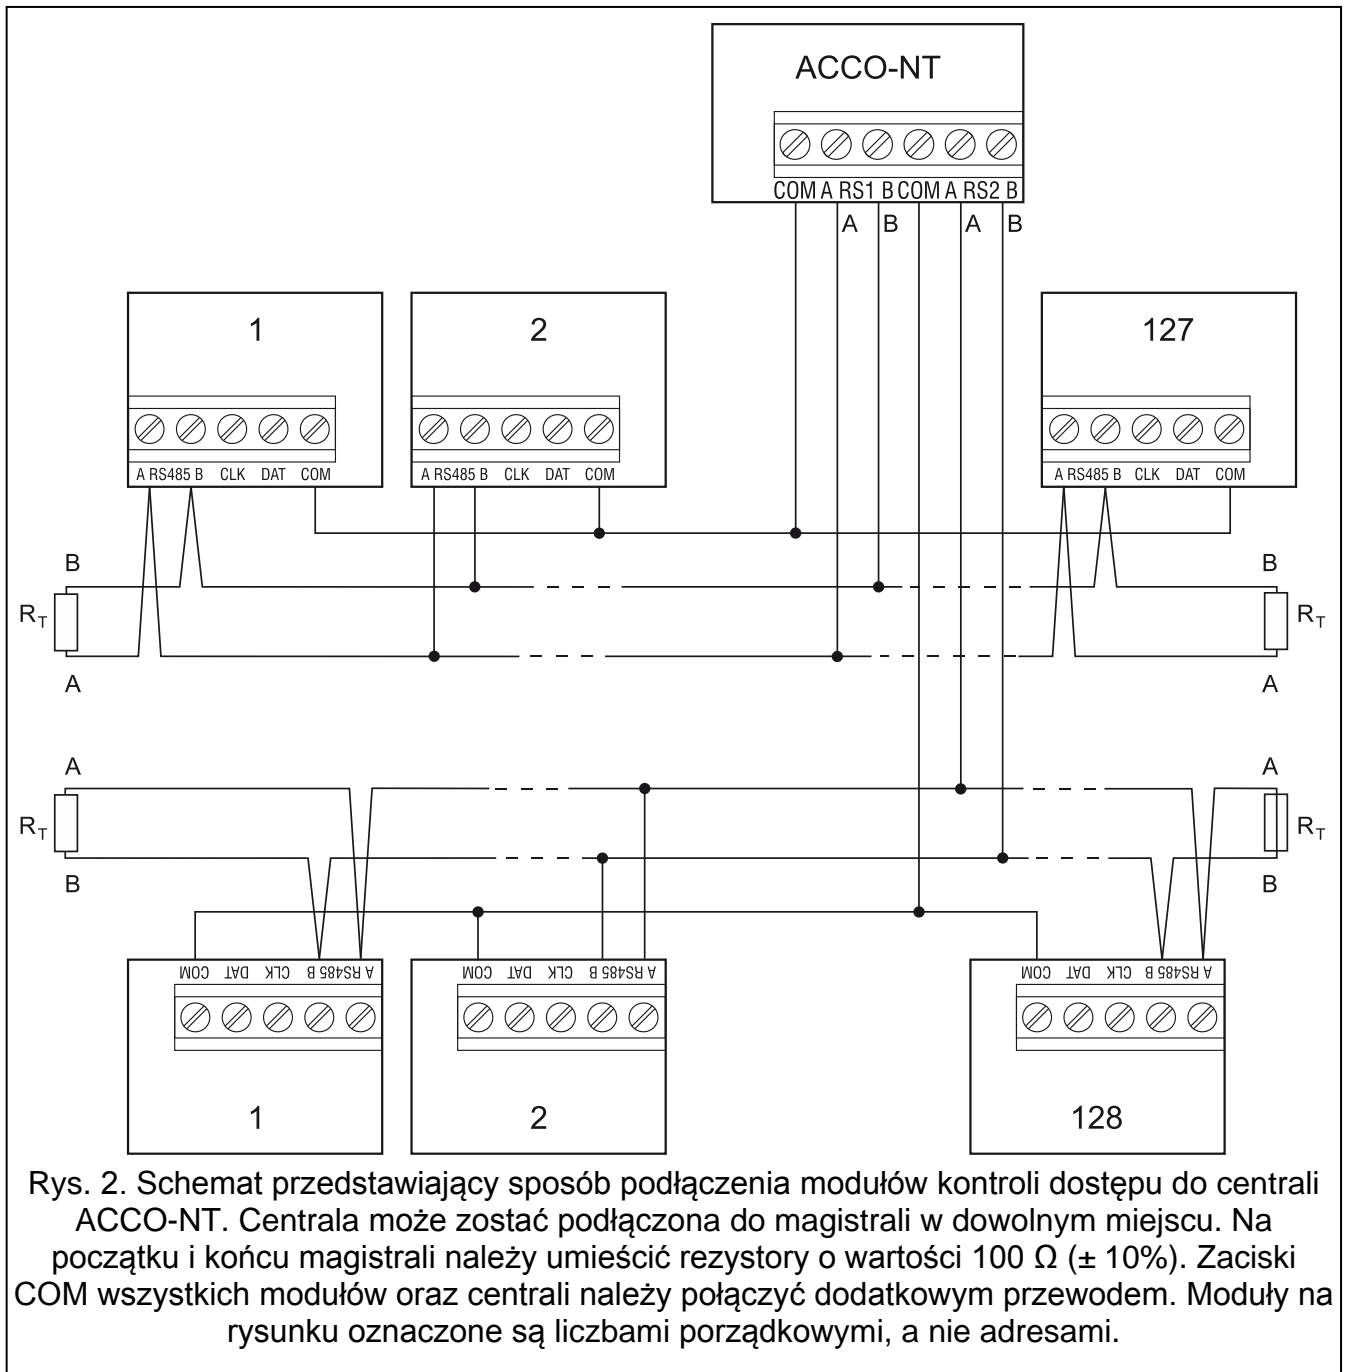 ACCO-NT
COM A RS1 B COM A RS2 B
A B A B
1
2
127
A RS485 B CLK DAT COM
A RS485 B CLK DAT COM
A RS485 B CLK DAT COM
B
B
RT
RT
A
A
A
A
RT
RT
B
B
COM DAT CLK A RS485 B
COM DAT CLK A RS485 B
COM DAT CLK A RS485 B
1
2
128
Rys. 2. Schemat przedstawiający sposób podłączenia modułów kontroli dostępu do centrali
ACCO-NT. Centrala może zostać podłączona do magistrali w dowolnym miejscu. Na
początku i końcu magistrali należy umieścić rezystory o wartości 100 Ω (± 10%). Zaciski
COM wszystkich modułów oraz centrali należy połączyć dodatkowym przewodem. Moduły na
rysunku oznaczone są liczbami porządkowymi, a nie adresami.